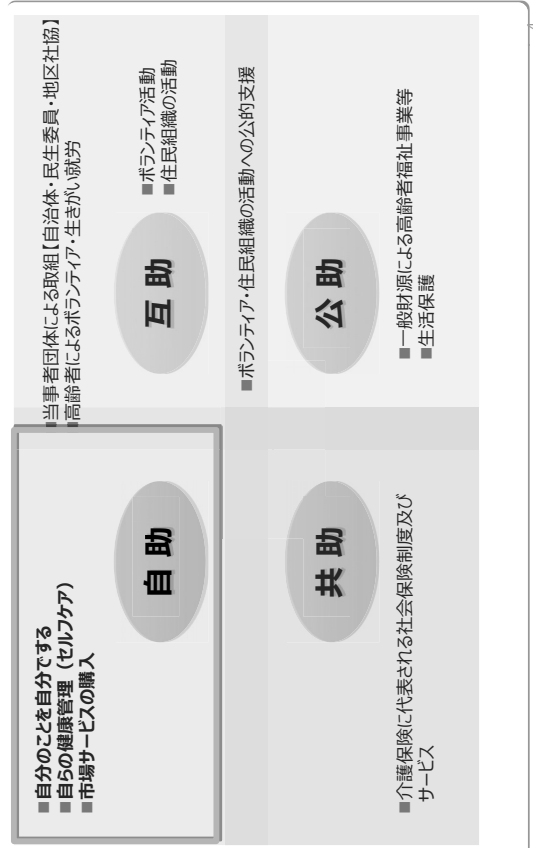 ■自分のことを自分でする
■自らの健康管理（セルフケア）
■市場サービスの購入
自助
■当事者団体による取組【自治体・民生委員・地区社協】
■高齢者によるボランティア・生きがい就労
■ボランティア活動
■住民組織の活動
互助
■ボランティア・住民組織の活動への公的支援
共助
■介護保険に代表される社会保険制度及び
サービス
公助
■一般財源による高齢者福祉事業等
■生活保護